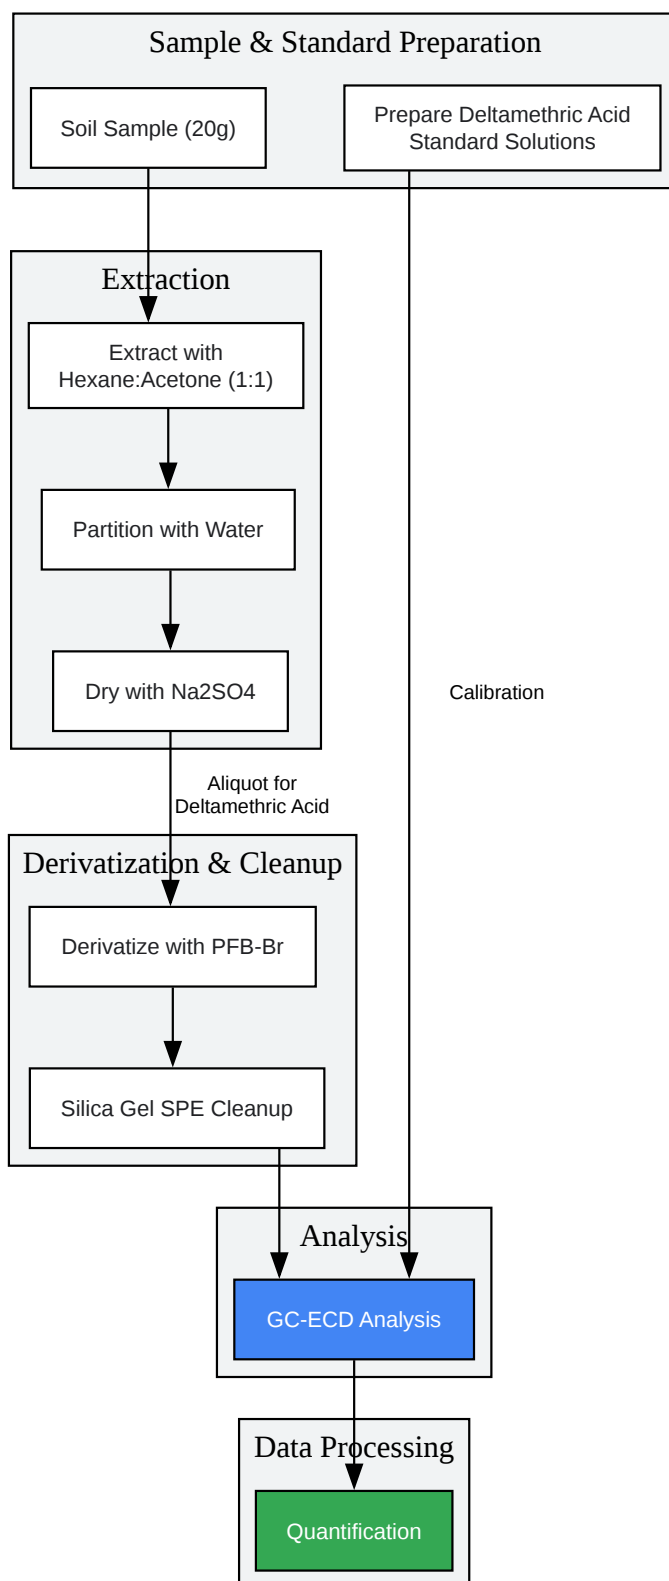 Sample & Standard Preparation
Soil Sample (20g)
Prepare Deltamethric Acid
Standard Solutions
Extraction
Extract with
Hexane:Acetone (1:1)
Partition with Water
Dry with Na2SO4
Calibration
Aliquot for
Deltamethric Acid
Derivatization & Cleanup
Derivatize with PFB-Br
Silica Gel SPE Cleanup
Analysis
GC-ECD Analysis
Data Processing
Quantification